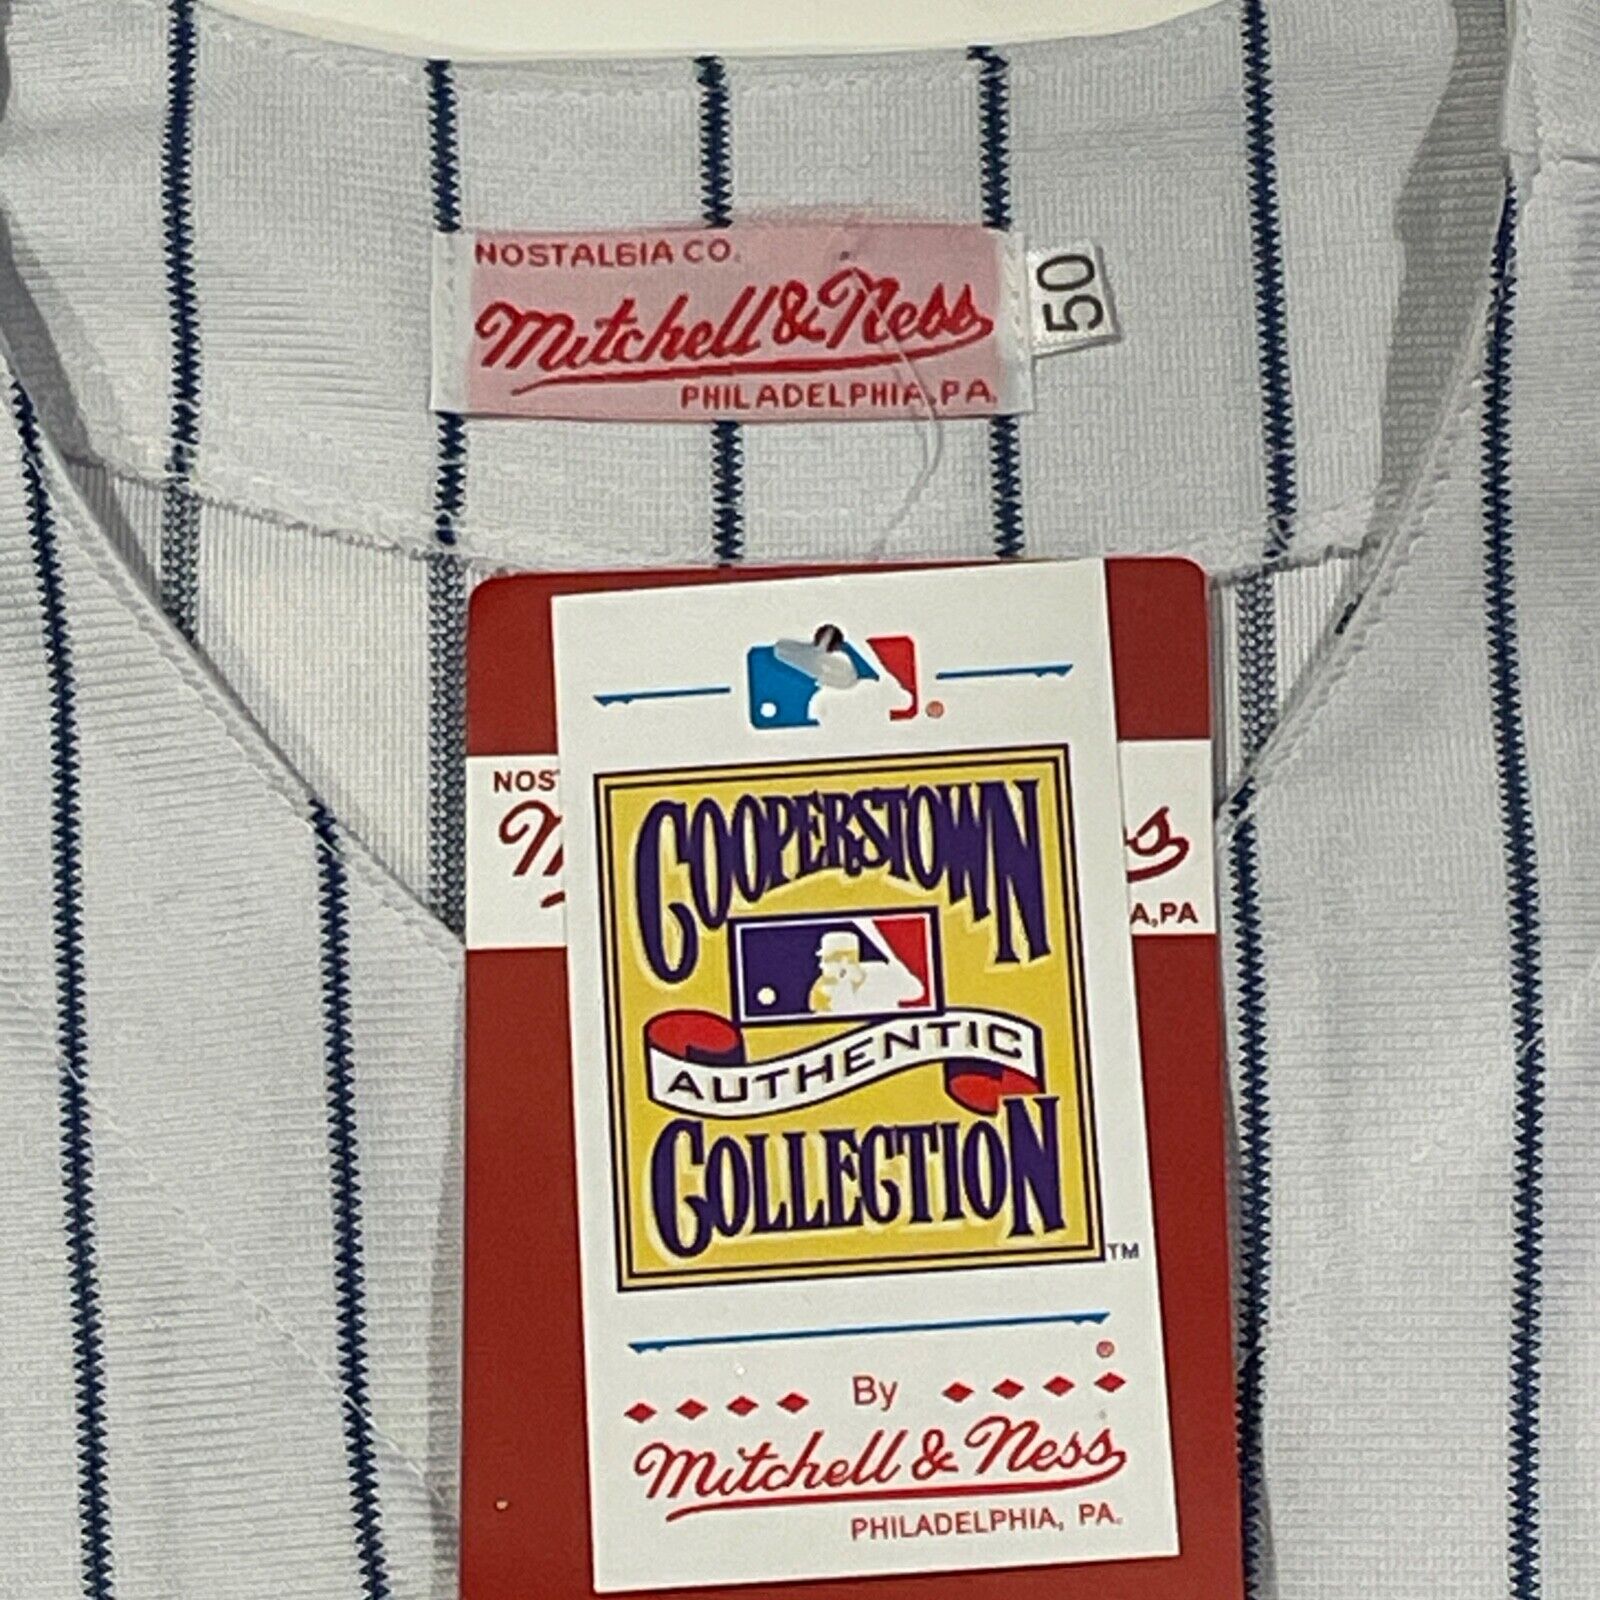 NOSTALGIA CO.
Mitchell & Ness
PHILADELPHIA, PA.
50
®
COOPERSTOWN
AUTHENTIC
COLLECTION
TM
®
By
Mitchell & Ness
PHILADELPHIA, PA.
NOS
A, PA